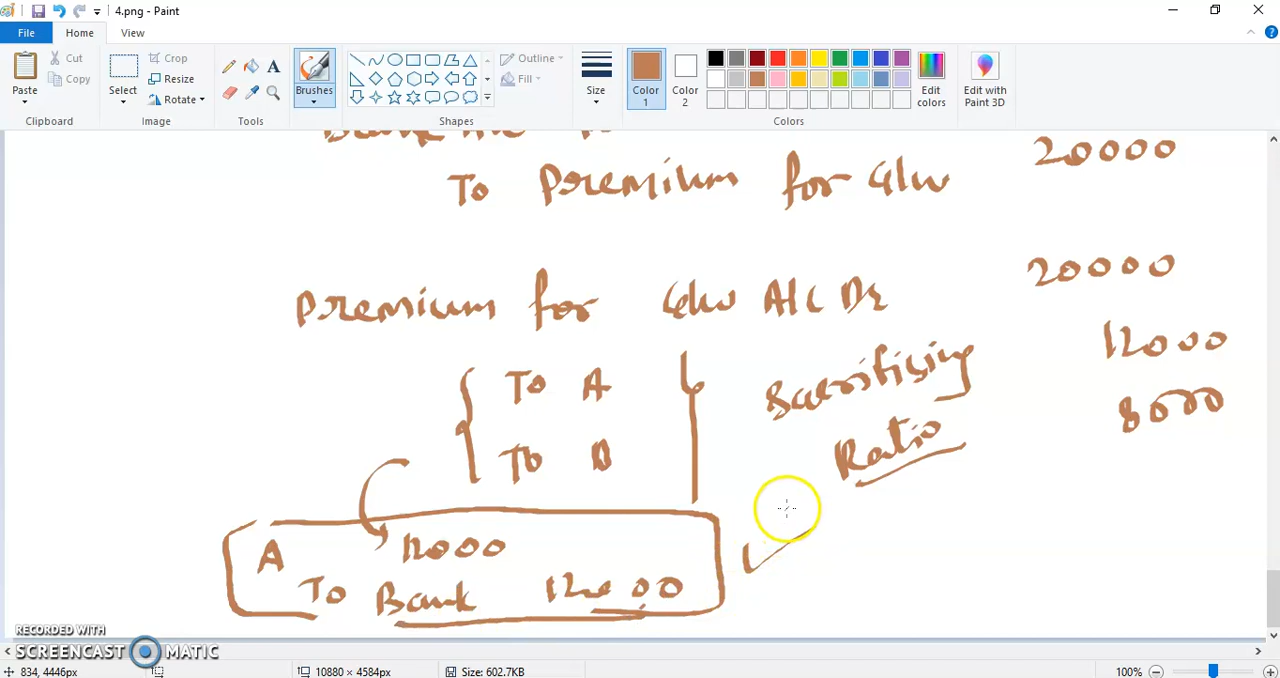 4.png - Paint
File Home View
Paste
Cut
Copy
Clipboard
Select
Crop
Resize
Rotate
Image
Tools
Brushes
Shapes
Outline
Fill
Size
Color 1
Color 2
Edit colors
Colors
Edit with Paint 3D
To Premium for G/w 20000
20000
Premium for G/w A/C Dr 20000
To A Sacrifising 12000
To B Ratio 8000
A 12000
To Bank 12000
RECORDED WITH
SCREENCAST MATIC
834, 4446px
10880 × 4584px
Size: 602.7KB
100%